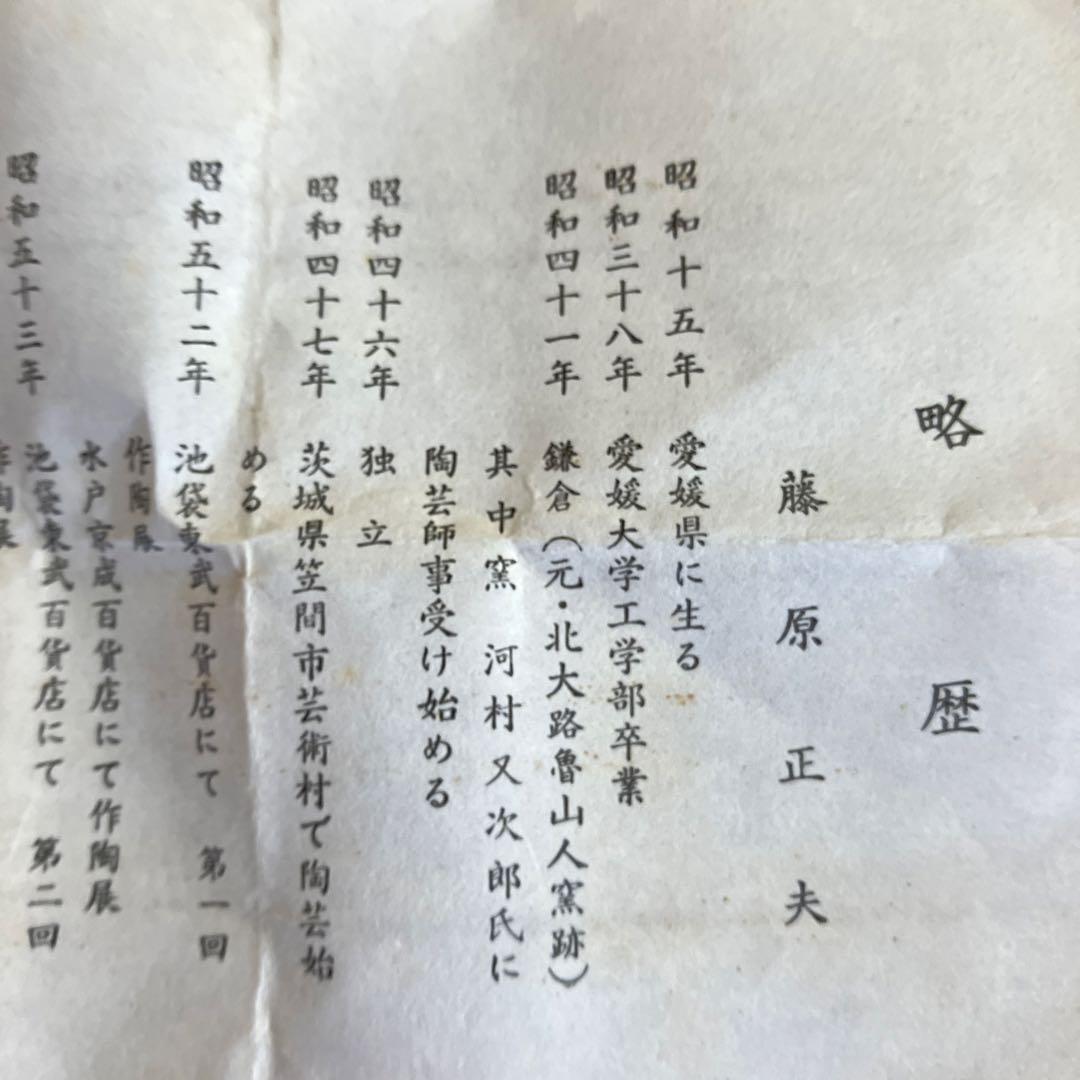 略歴
藤原正夫
昭和十五年 愛媛県に生る
昭和三十八年 愛媛大学工学部卒業
昭和四十一年 鎌倉(元・北大路魯山人窯跡)
其中窯 河村又次郎氏に
陶芸師事受け始める
昭和四十六年 独立
昭和四十七年 茨城県笠間市芸術村で陶芸始
める
昭和五十二年 池袋東武百貨店にて 第一回
作陶展
水戸京成百貨店にて作陶展
昭和五十三年 池袋東武百貨店にて 第二回
作陶展